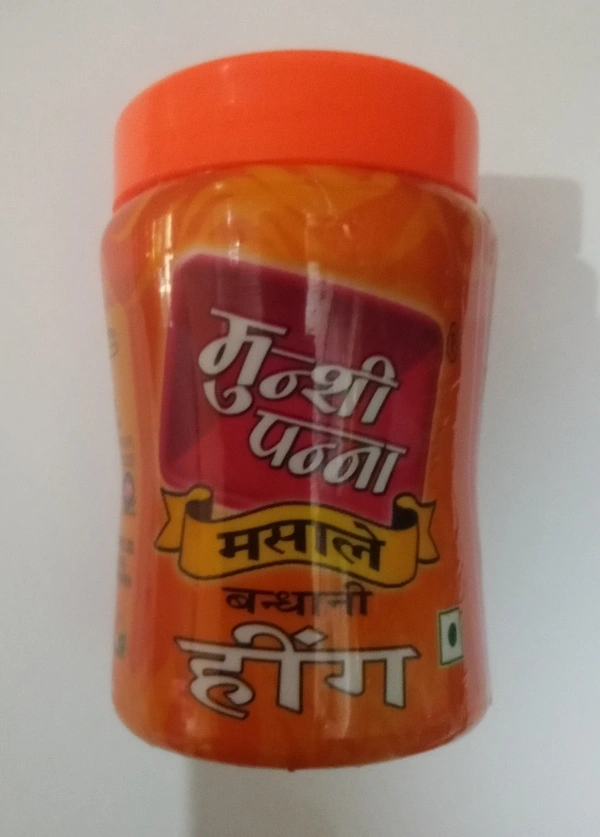 मुन्शी
पन्ना
मसाले
बन्धानी
हींग